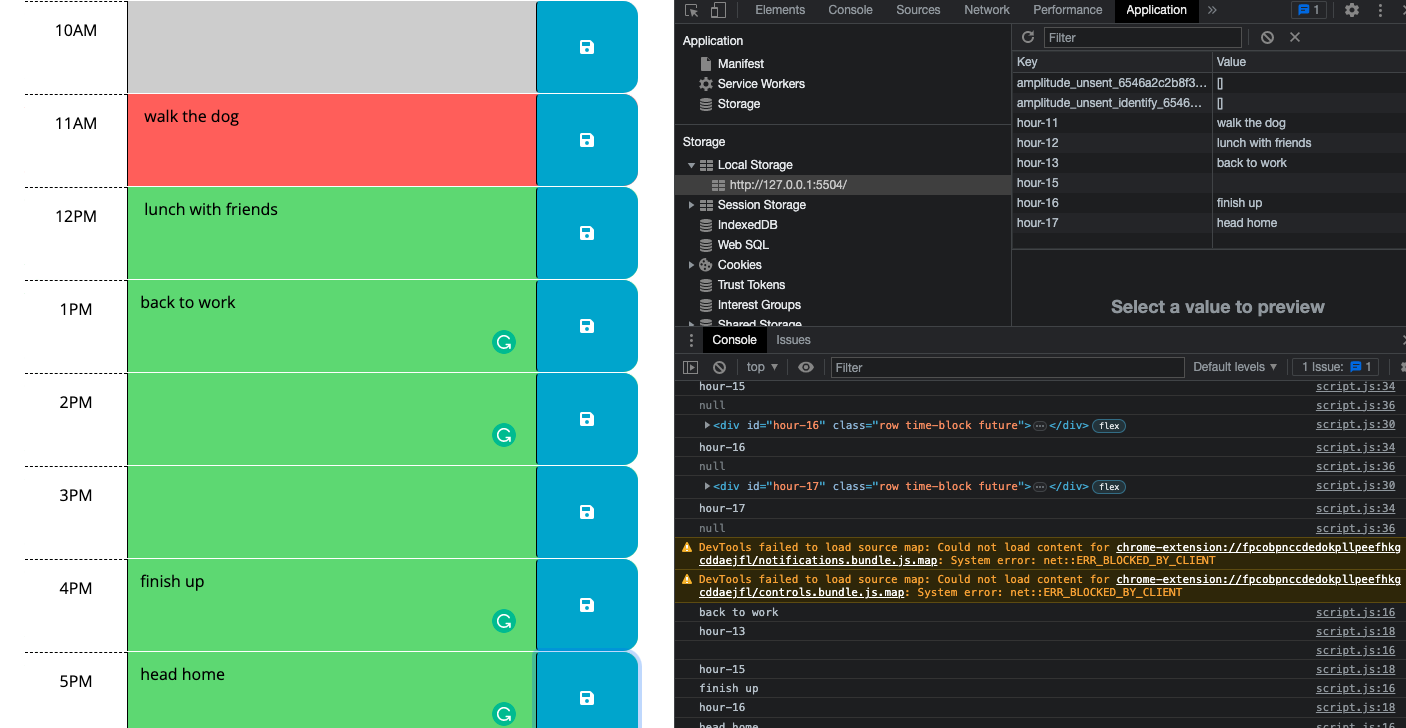 10AM
11AM
walk the dog
12PM
lunch with friends
1PM
back to work
2PM
3PM
4PM
finish up
5PM
head home
Elements Console Sources Network Performance Application » 1
Application
Manifest
Service Workers
Storage
Storage
Local Storage
http://127.0.0.1:5504/
Session Storage
IndexedDB
Web SQL
Cookies
Trust Tokens
Interest Groups
Shared Storage
Filter
Key Value
amplitude_unsent_6546a2c2b8f3... []
amplitude_unsent_identify_6546... []
hour-11 walk the dog
hour-12 lunch with friends
hour-13 back to work
hour-15
hour-16 finish up
hour-17 head home
Select a value to preview
Console Issues
top Filter Default levels 1 Issue: 1
hour-15 script.js:34
null script.js:36
<div id="hour-16" class="row time-block future">⋯</div> flex script.js:30
hour-16 script.js:34
null script.js:36
<div id="hour-17" class="row time-block future">⋯</div> flex script.js:30
hour-17 script.js:34
null script.js:36
DevTools failed to load source map: Could not load content for chrome-extension://fpcobpnccdedokpllpeefhkg
cddaejfl/notifications.bundle.js.map: System error: net::ERR_BLOCKED_BY_CLIENT
DevTools failed to load source map: Could not load content for chrome-extension://fpcobpnccdedokpllpeefhkg
cddaejfl/controls.bundle.js.map: System error: net::ERR_BLOCKED_BY_CLIENT
back to work script.js:16
hour-13 script.js:18
script.js:16
hour-15 script.js:18
finish up script.js:16
hour-16 script.js:18
head home script.js:16